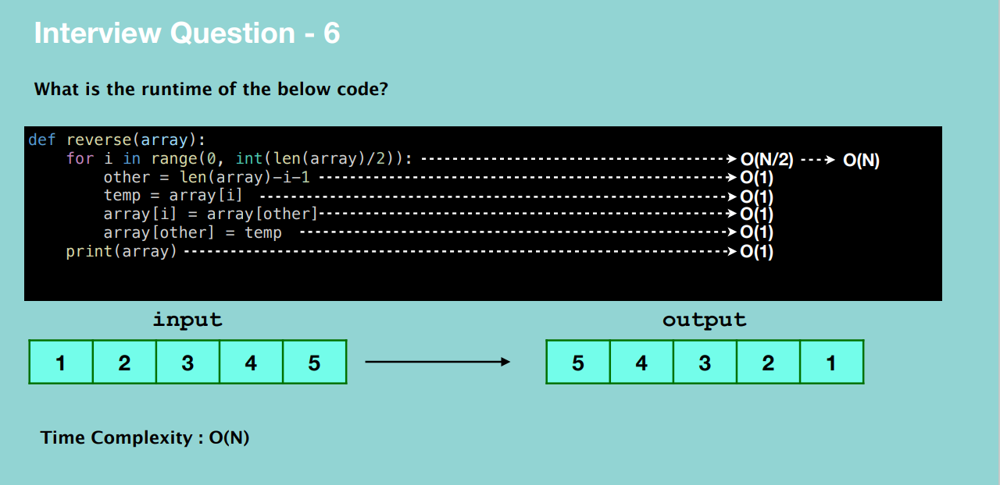 Interview Question - 6
What is the runtime of the below code?
def reverse(array):
    for i in range(0, int(len(array)/2)): O(N/2) O(N)
        other = len(array)-i-1 O(1)
        temp = array[i] O(1)
        array[i] = array[other] O(1)
        array[other] = temp O(1)
    print(array) O(1)
input output
1 2 3 4 5 5 4 3 2 1
Time Complexity : O(N)